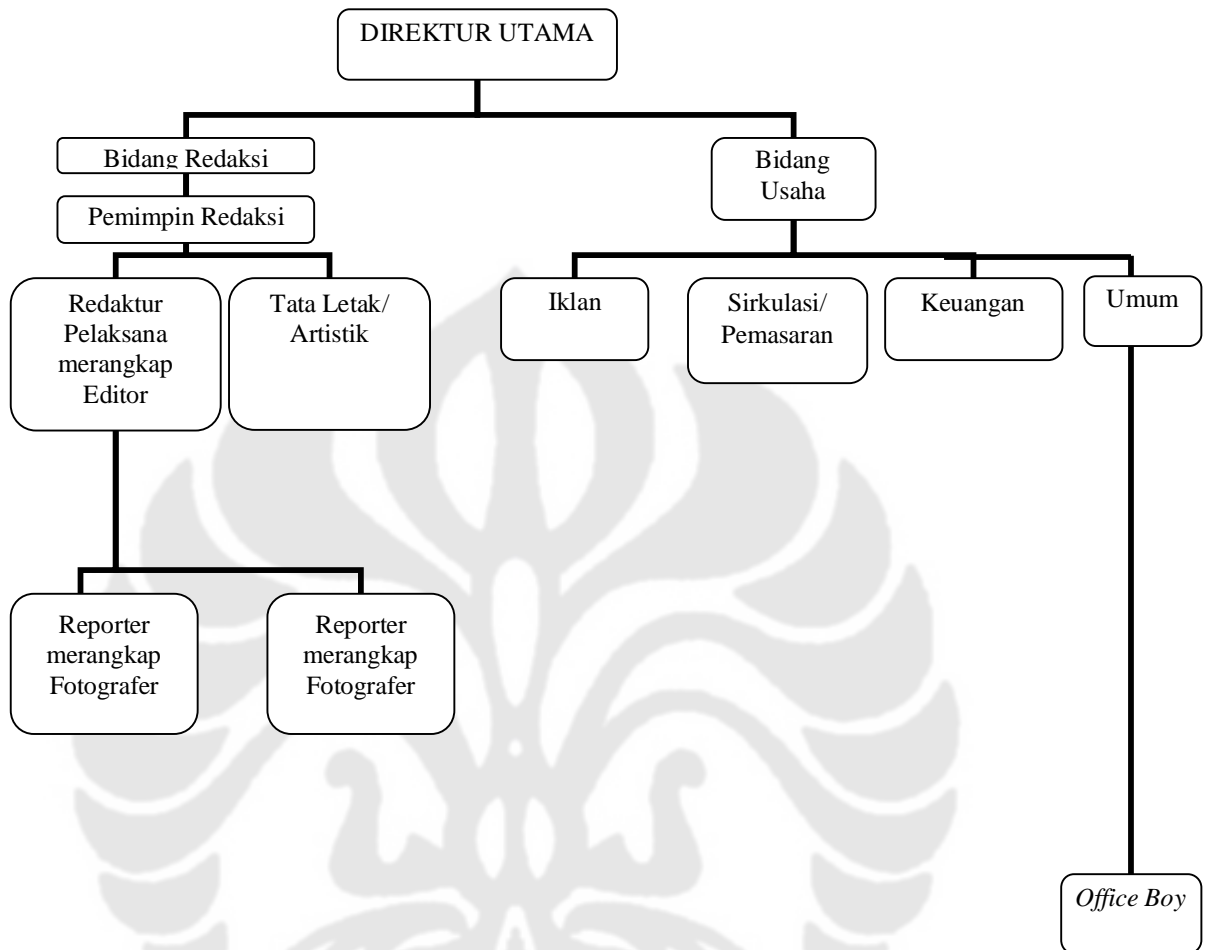 DIREKTUR UTAMA
Bidang Redaksi
Bidang
Usaha
Pemimpin Redaksi
Redaktur
Pelaksana
merangkap
Editor
Tata Letak/
Artistik
Iklan
Sirkulasi/
Pemasaran
Keuangan
Umum
Reporter
merangkap
Fotografer
Reporter
merangkap
Fotografer
Office Boy